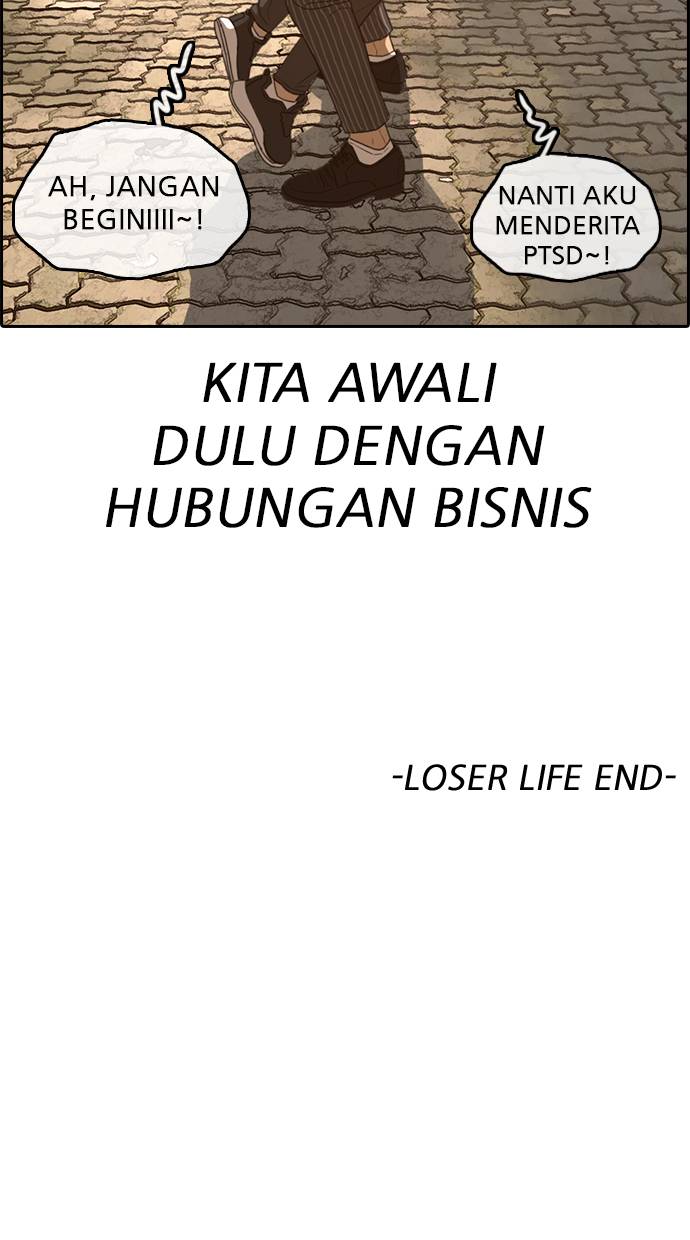 AH, JANGAN
BEGINIIII~!
NANTI AKU
MENDERITA
PTSD~!
KITA AWALI
DULU DENGAN
HUBUNGAN BISNIS
-LOSER LIFE END-